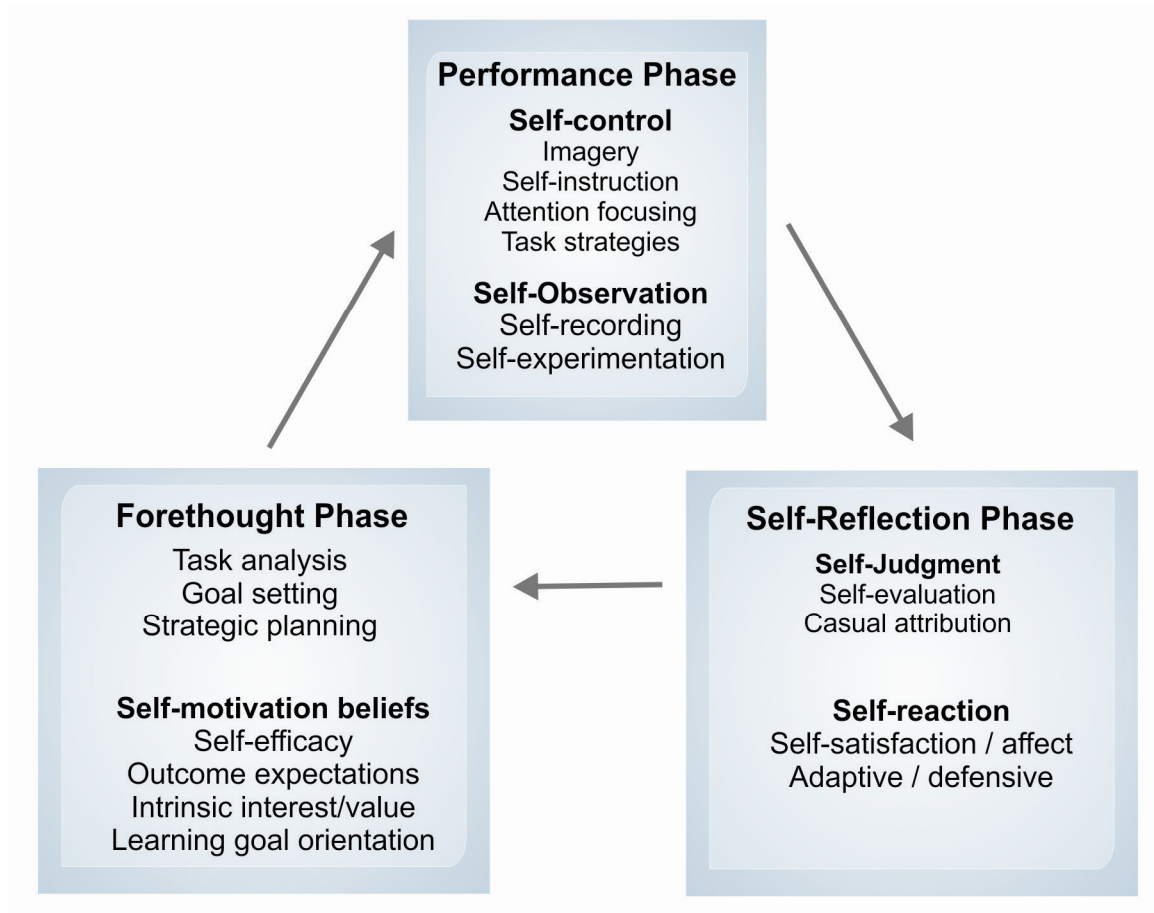 Performance Phase
Self-control
Imagery
Self-instruction
Attention focusing
Task strategies
Self-Observation
Self-recording
Self-experimentation
Forethought Phase
Task analysis
Goal setting
Strategic planning
Self-motivation beliefs
Self-efficacy
Outcome expectations
Intrinsic interest/value
Learning goal orientation
Self-Reflection Phase
Self-Judgment
Self-evaluation
Casual attribution
Self-reaction
Self-satisfaction / affect
Adaptive / defensive